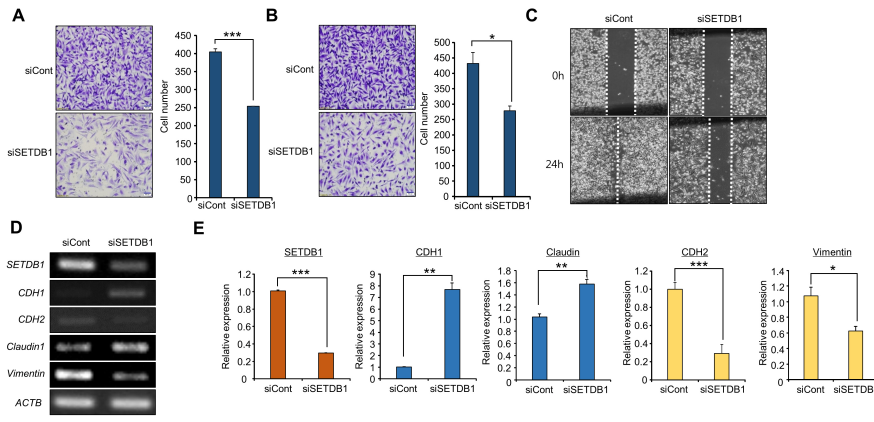 A
siCont
siSETDB1
***
Cell number
450
400
350
300
250
200
150
100
50
0
siCont siSETDB1
B
siCont
siSETDB1
*
Cell number
500
450
400
350
300
250
200
150
100
50
0
siCont siSETDB1
C
siCont siSETDB1
0h
24h
D
siCont siSETDB1
SETDB1
CDH1
CDH2
Claudin1
Vimentin
ACTB
E
SETDB1
***
Relative expression
1.2
1
0.8
0.6
0.4
0.2
0
siCont siSETDB1
CDH1
**
Relative expression
9
8
7
6
5
4
3
2
1
0
siCont siSETDB1
Claudin
**
Relative expression
1.8
1.6
1.4
1.2
1.0
0.8
0.6
0.4
0.2
0
siCont siSETDB1
CDH2
***
Relative expression
1.2
1.0
0.8
0.6
0.4
0.2
0
siCont siSETDB1
Vimentin
*
Relative expression
1.4
1.2
1.0
0.8
0.6
0.4
0.2
0
siCont siSETDB